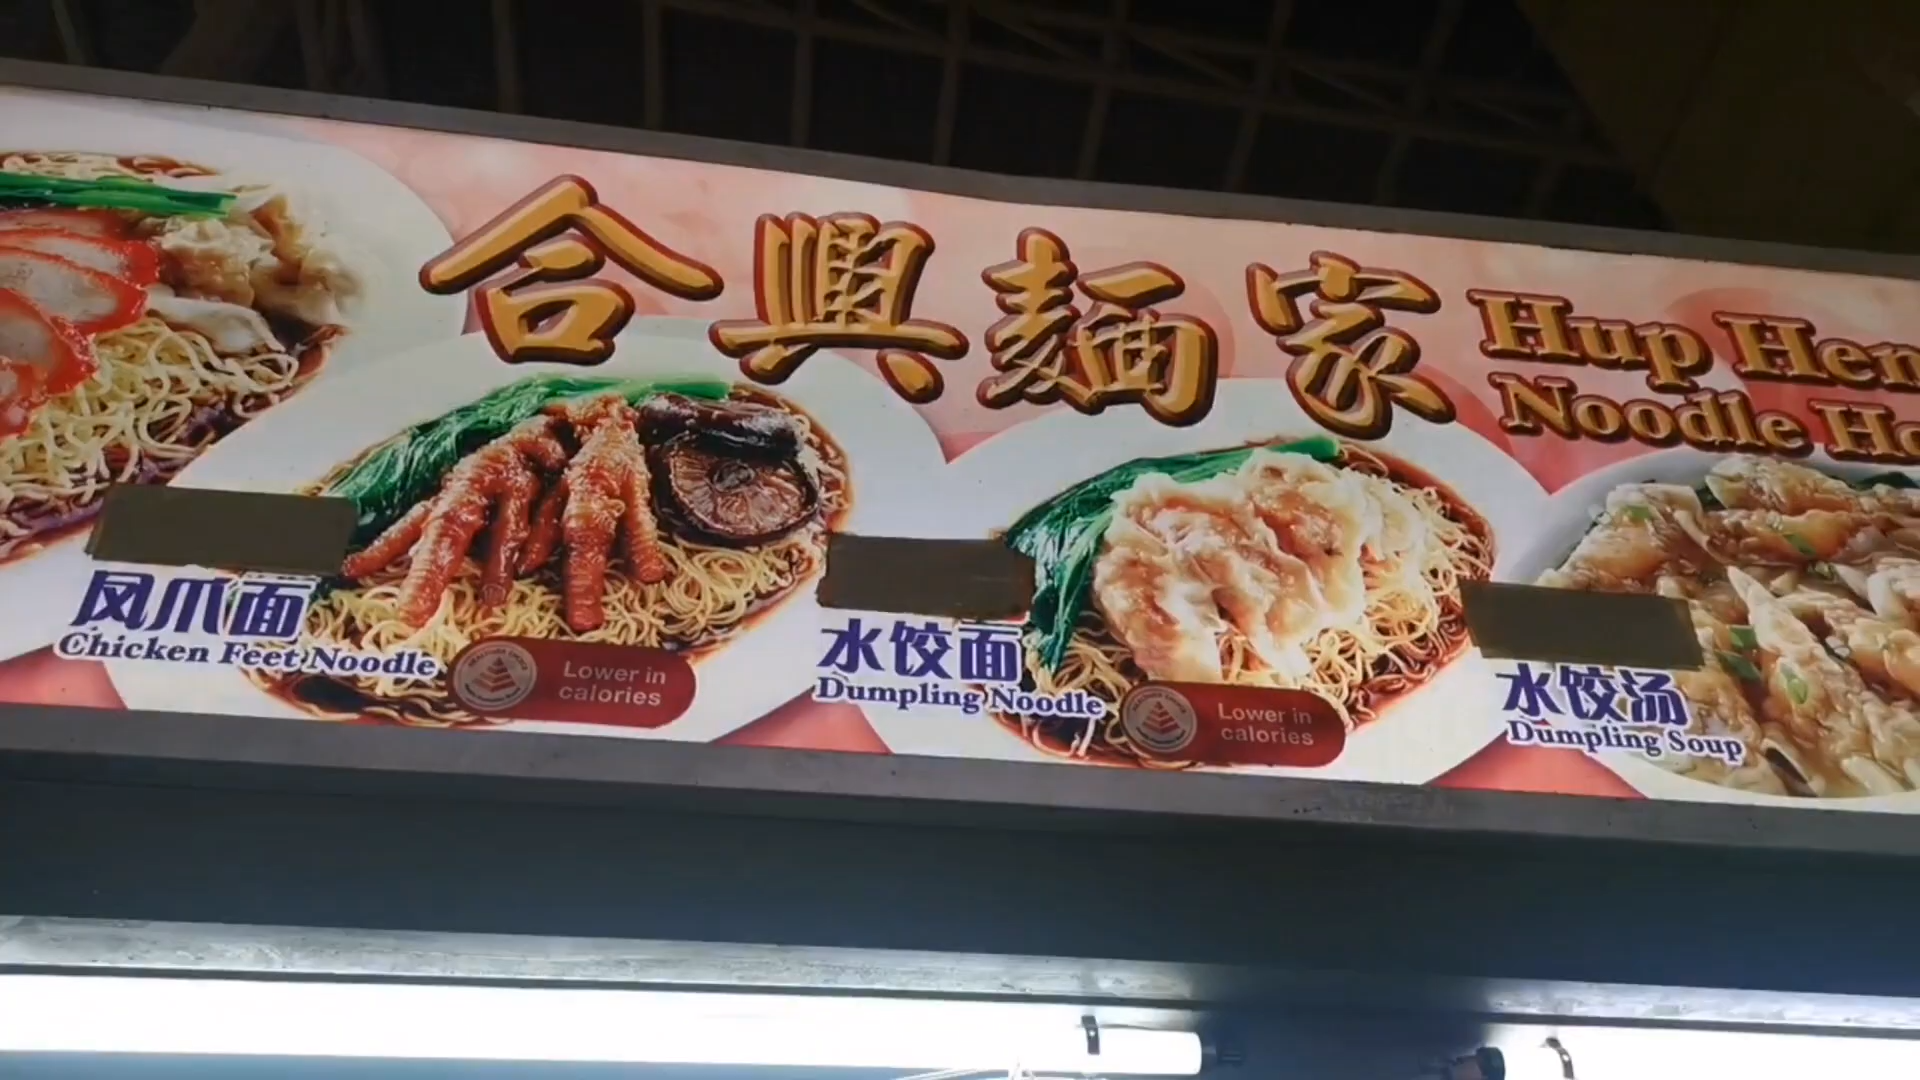 合興麵家
Hup Hen
Noodle Ho
凤爪面
Chicken Feet Noodle
Lower in
calories
水饺面
Dumpling Noodle
Lower in
calories
水饺汤
Dumpling Soup